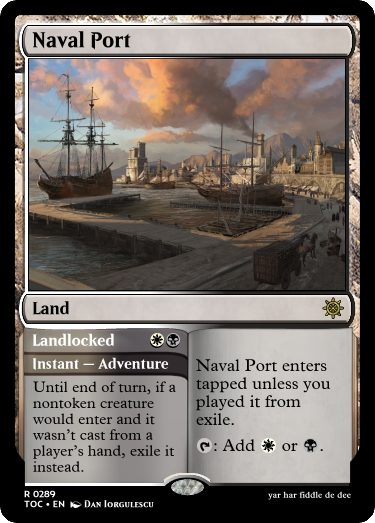 Naval Port
Land
Landlocked
Instant — Adventure
Until end of turn, if a
nontoken creature
would enter and it
wasn't cast from a
player's hand, exile it
instead.
Naval Port enters
tapped unless you
played it from
exile.
: Add or .
R 0289
TOC • EN Dan Iorgulescu
yar har fiddle de dee